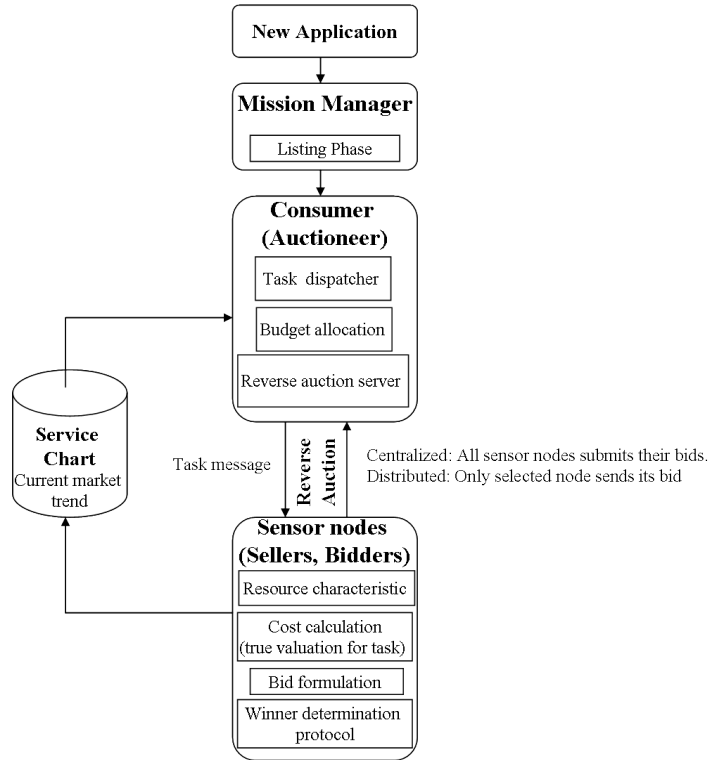 New Application
Mission Manager
Listing Phase
Consumer
(Auctioneer)
Task dispatcher
Budget allocation
Reverse auction server
Service
Chart
Current market
trend
Task message
Reverse
Auction
Centralized: All sensor nodes submits their bids.
Distributed: Only selected node sends its bid
Sensor nodes
(Sellers, Bidders)
Resource characteristic
Cost calculation
(true valuation for task)
Bid formulation
Winner determination
protocol